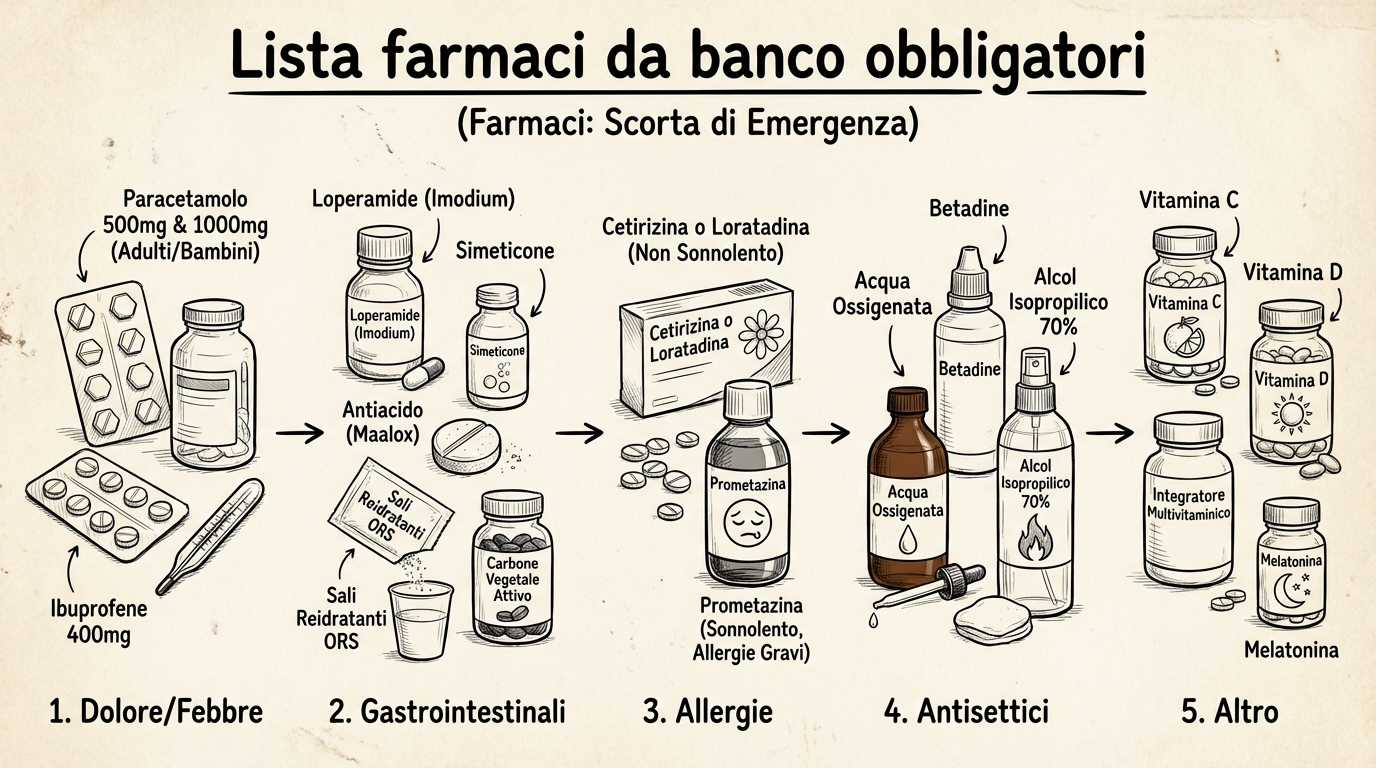 Lista farmaci da banco obbligatori
(Farmaci: Scorta di Emergenza)
Paracetamolo
500mg & 1000mg
(Adulti/Bambini)
Ibuprofene
400mg
1. Dolore/Febbre
Loperamide (Imodium)
Loperamide
(Imodium)
Simeticone
Simeticone
Antiacido
(Maalox)
Sali
Reidratanti
ORS
Sali
Reidratanti
ORS
Carbone
Vegetale
Attivo
2. Gastrointestinali
Cetirizina o Loratadina
(Non Sonnolento)
Cetirizina o
Loratadina
Prometazina
Prometazina
(Sonnolento,
Allergie Gravi)
3. Allergie
Acqua
Ossigenata
Betadine
Alcol
Isopropilico
70%
Betadine
Acqua
Ossigenata
Alcol
Isopropilico
70%
4. Antisettici
Vitamina C
Vitamina C
Vitamina D
Vitamina D
Integratore
Multivitaminico
Melatonina
Melatonina
5. Altro